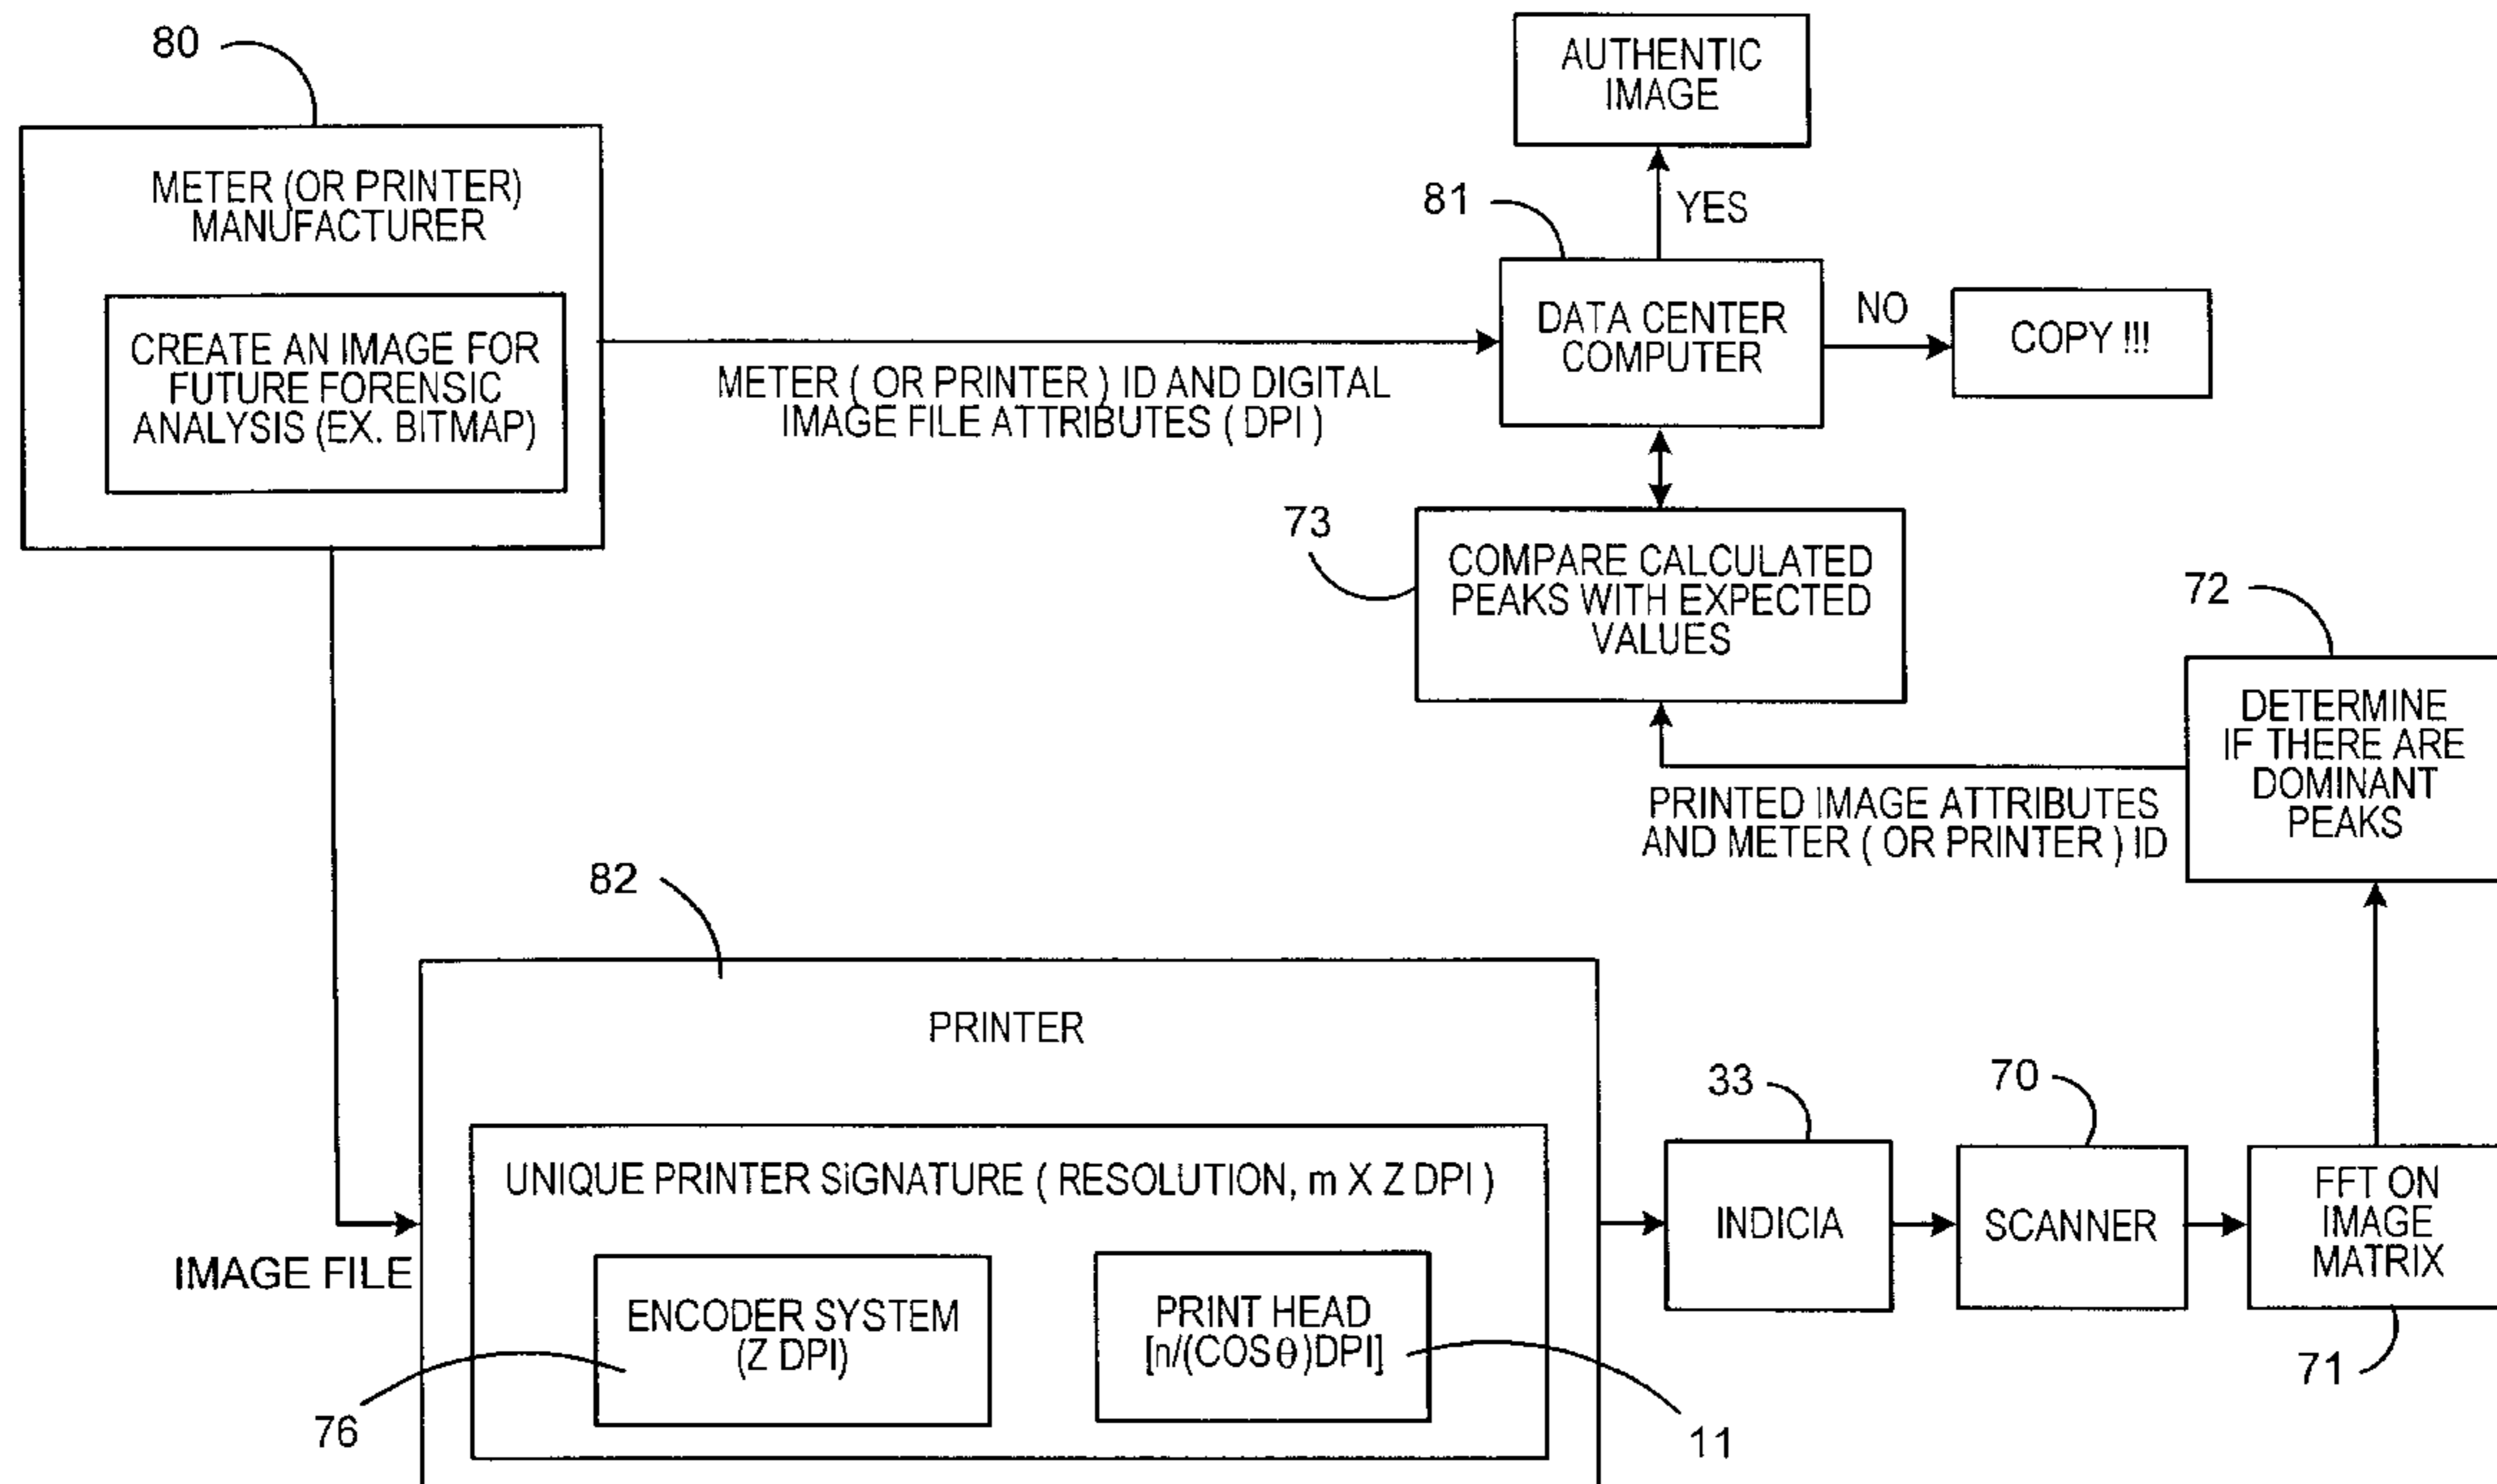 80
METER (OR PRINTER)
MANUFACTURER
CREATE AN IMAGE FOR
FUTURE FORENSIC
ANALYSIS (EX. BITMAP)
METER ( OR PRINTER ) ID AND DIGITAL
IMAGE FILE ATTRIBUTES ( DPI )
AUTHENTIC
IMAGE
YES
81
DATA CENTER
COMPUTER
NO
COPY !!!
73
COMPARE CALCULATED
PEAKS WITH EXPECTED
VALUES
72
DETERMINE
IF THERE ARE
DOMINANT
PEAKS
PRINTED IMAGE ATTRIBUTES
AND METER ( OR PRINTER ) ID
82
PRINTER
UNIQUE PRINTER SIGNATURE ( RESOLUTION, m X Z DPI )
IMAGE FILE
ENCODER SYSTEM
(Z DPI)
76
PRINT HEAD
[n/(COSθ)DPI]
11
33
INDICIA
70
SCANNER
FFT ON
IMAGE
MATRIX
71